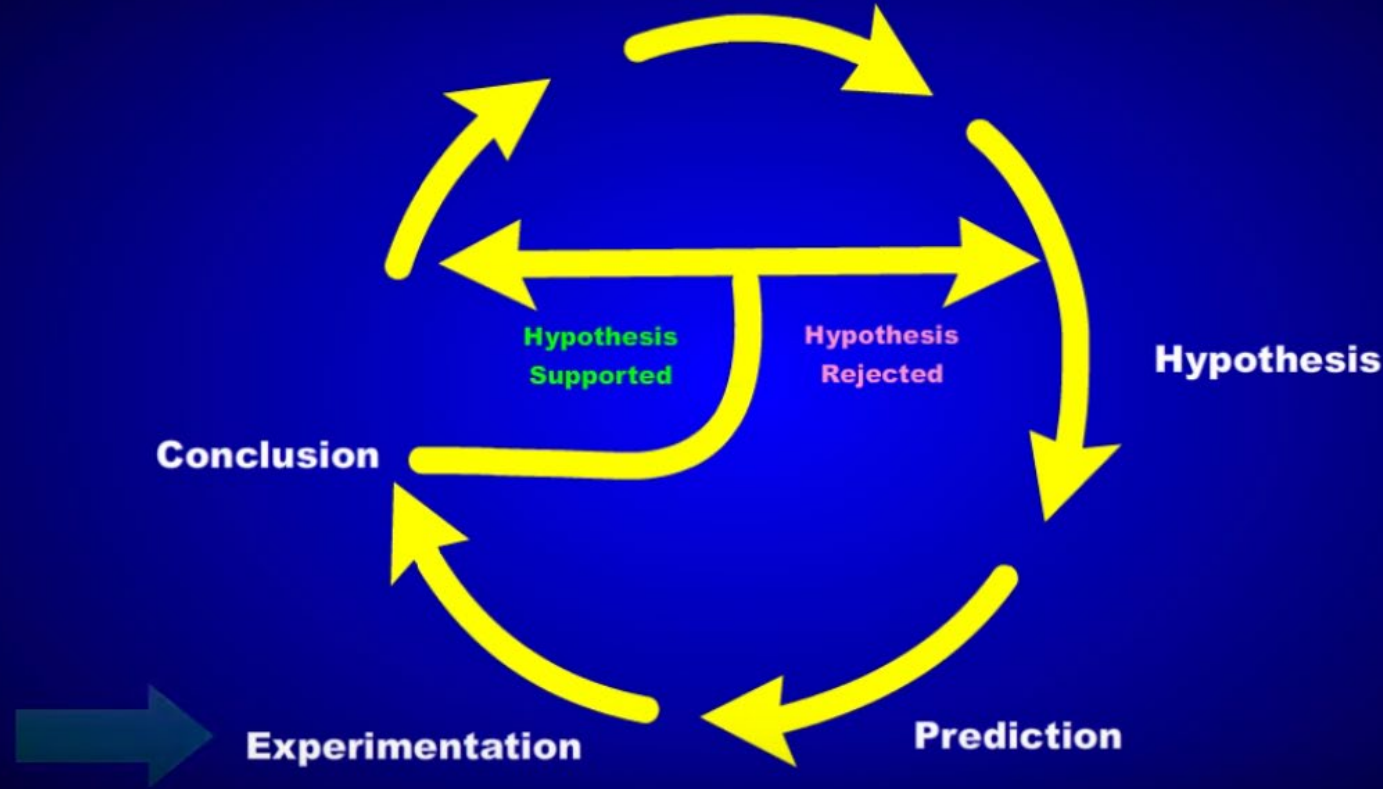 Hypothesis
Supported
Hypothesis
Rejected
Hypothesis
Conclusion
Experimentation
Prediction